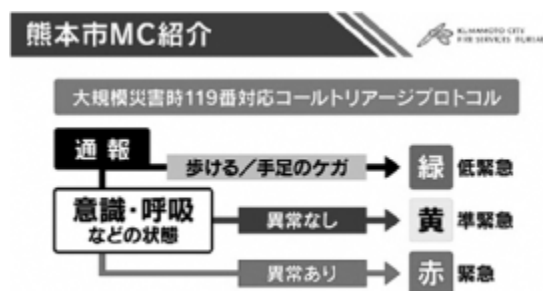 熊本市MC紹介
KUMAMOTO CITY
FIRE SERVICES BUREAU
大規模災害時119番対応コールトリアージプロトコル
通報
歩ける/手足のケガ
緑 低緊急
意識・呼吸
などの状態
異常なし
黄 準緊急
異常あり
赤 緊急